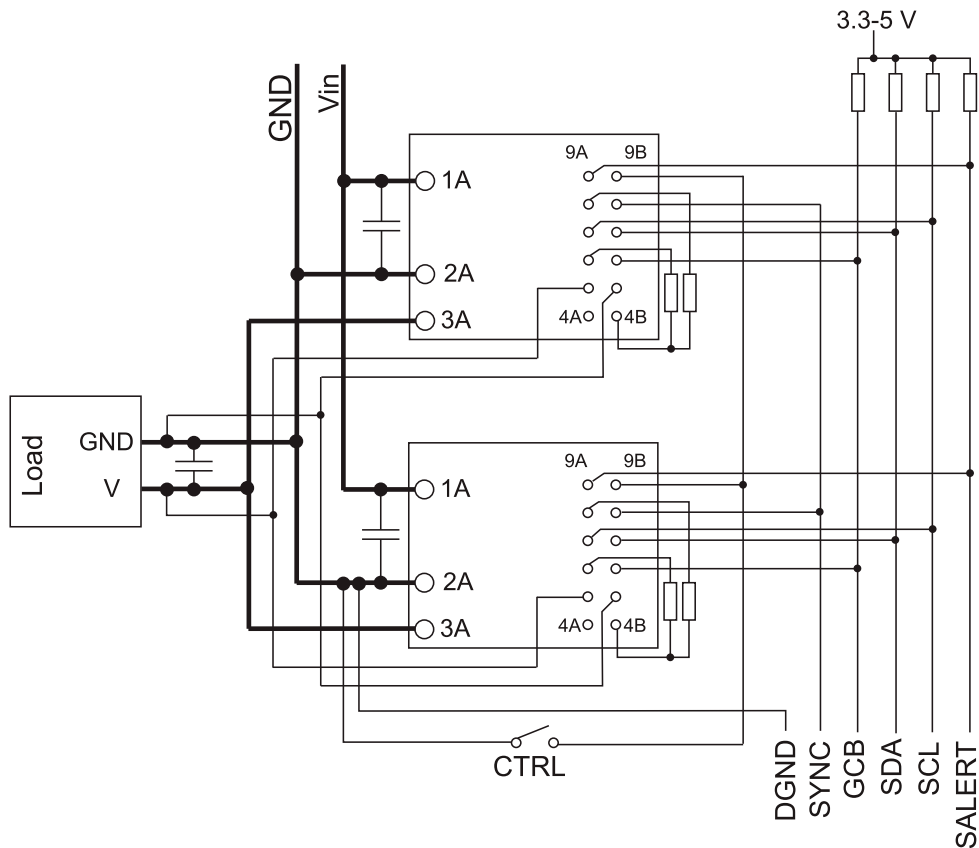 3.3-5 V
GND
Vin
9A 9B
1A
2A
3A
4A 4B
Load
GND
V
9A 9B
1A
2A
3A
4A 4B
CTRL
DGND
SYNC
GCB
SDA
SCL
SALERT